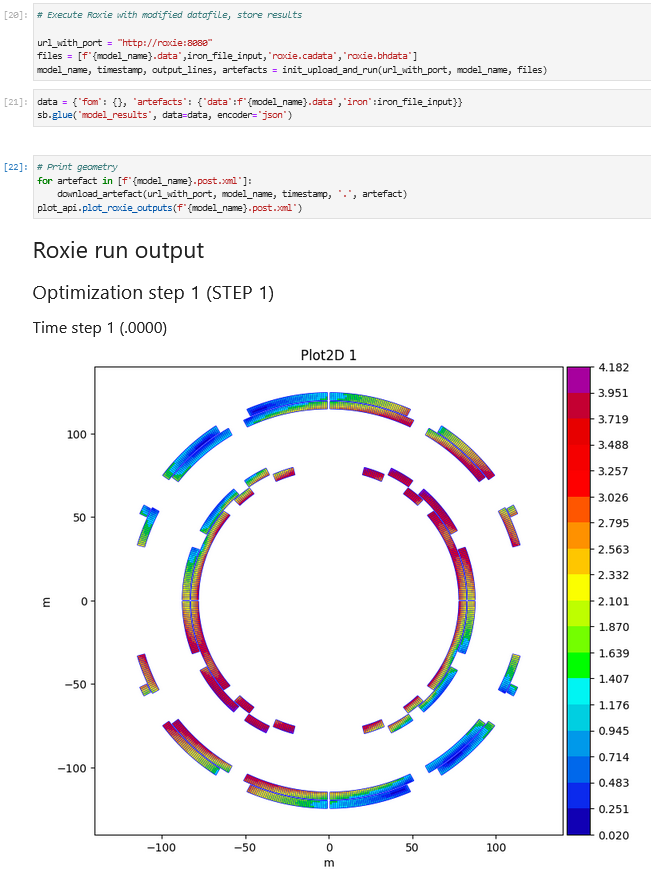 [20]: # Execute Roxie with modified datafile, store results
url_with_port = "http://roxie:8080"
files = [f'{model_name}.data',iron_file_input,'roxie.cadata','roxie.bhdata']
model_name, timestamp, output_lines, artefacts = init_upload_and_run(url_with_port, model_name, files)
[21]: data = {'fom': {}, 'artefacts': {'data':f'{model_name}.data','iron':iron_file_input}}
sb.glue('model_results', data=data, encoder='json')
[22]: # Print geometry
for artefact in [f'{model_name}.post.xml']:
download_artefact(url_with_port, model_name, timestamp, '.', artefact)
plot_api.plot_roxie_outputs(f'{model_name}.post.xml')
Roxie run output
Optimization step 1 (STEP 1)
Time step 1 (.0000)
Plot2D 1
4.182
3.951
3.719
3.488
3.257
3.026
2.795
2.563
2.332
2.101
1.870
1.639
1.407
1.176
0.945
0.714
0.483
0.251
0.020
100
50
0
−50
−100
m
−100
−50
0
50
100
m